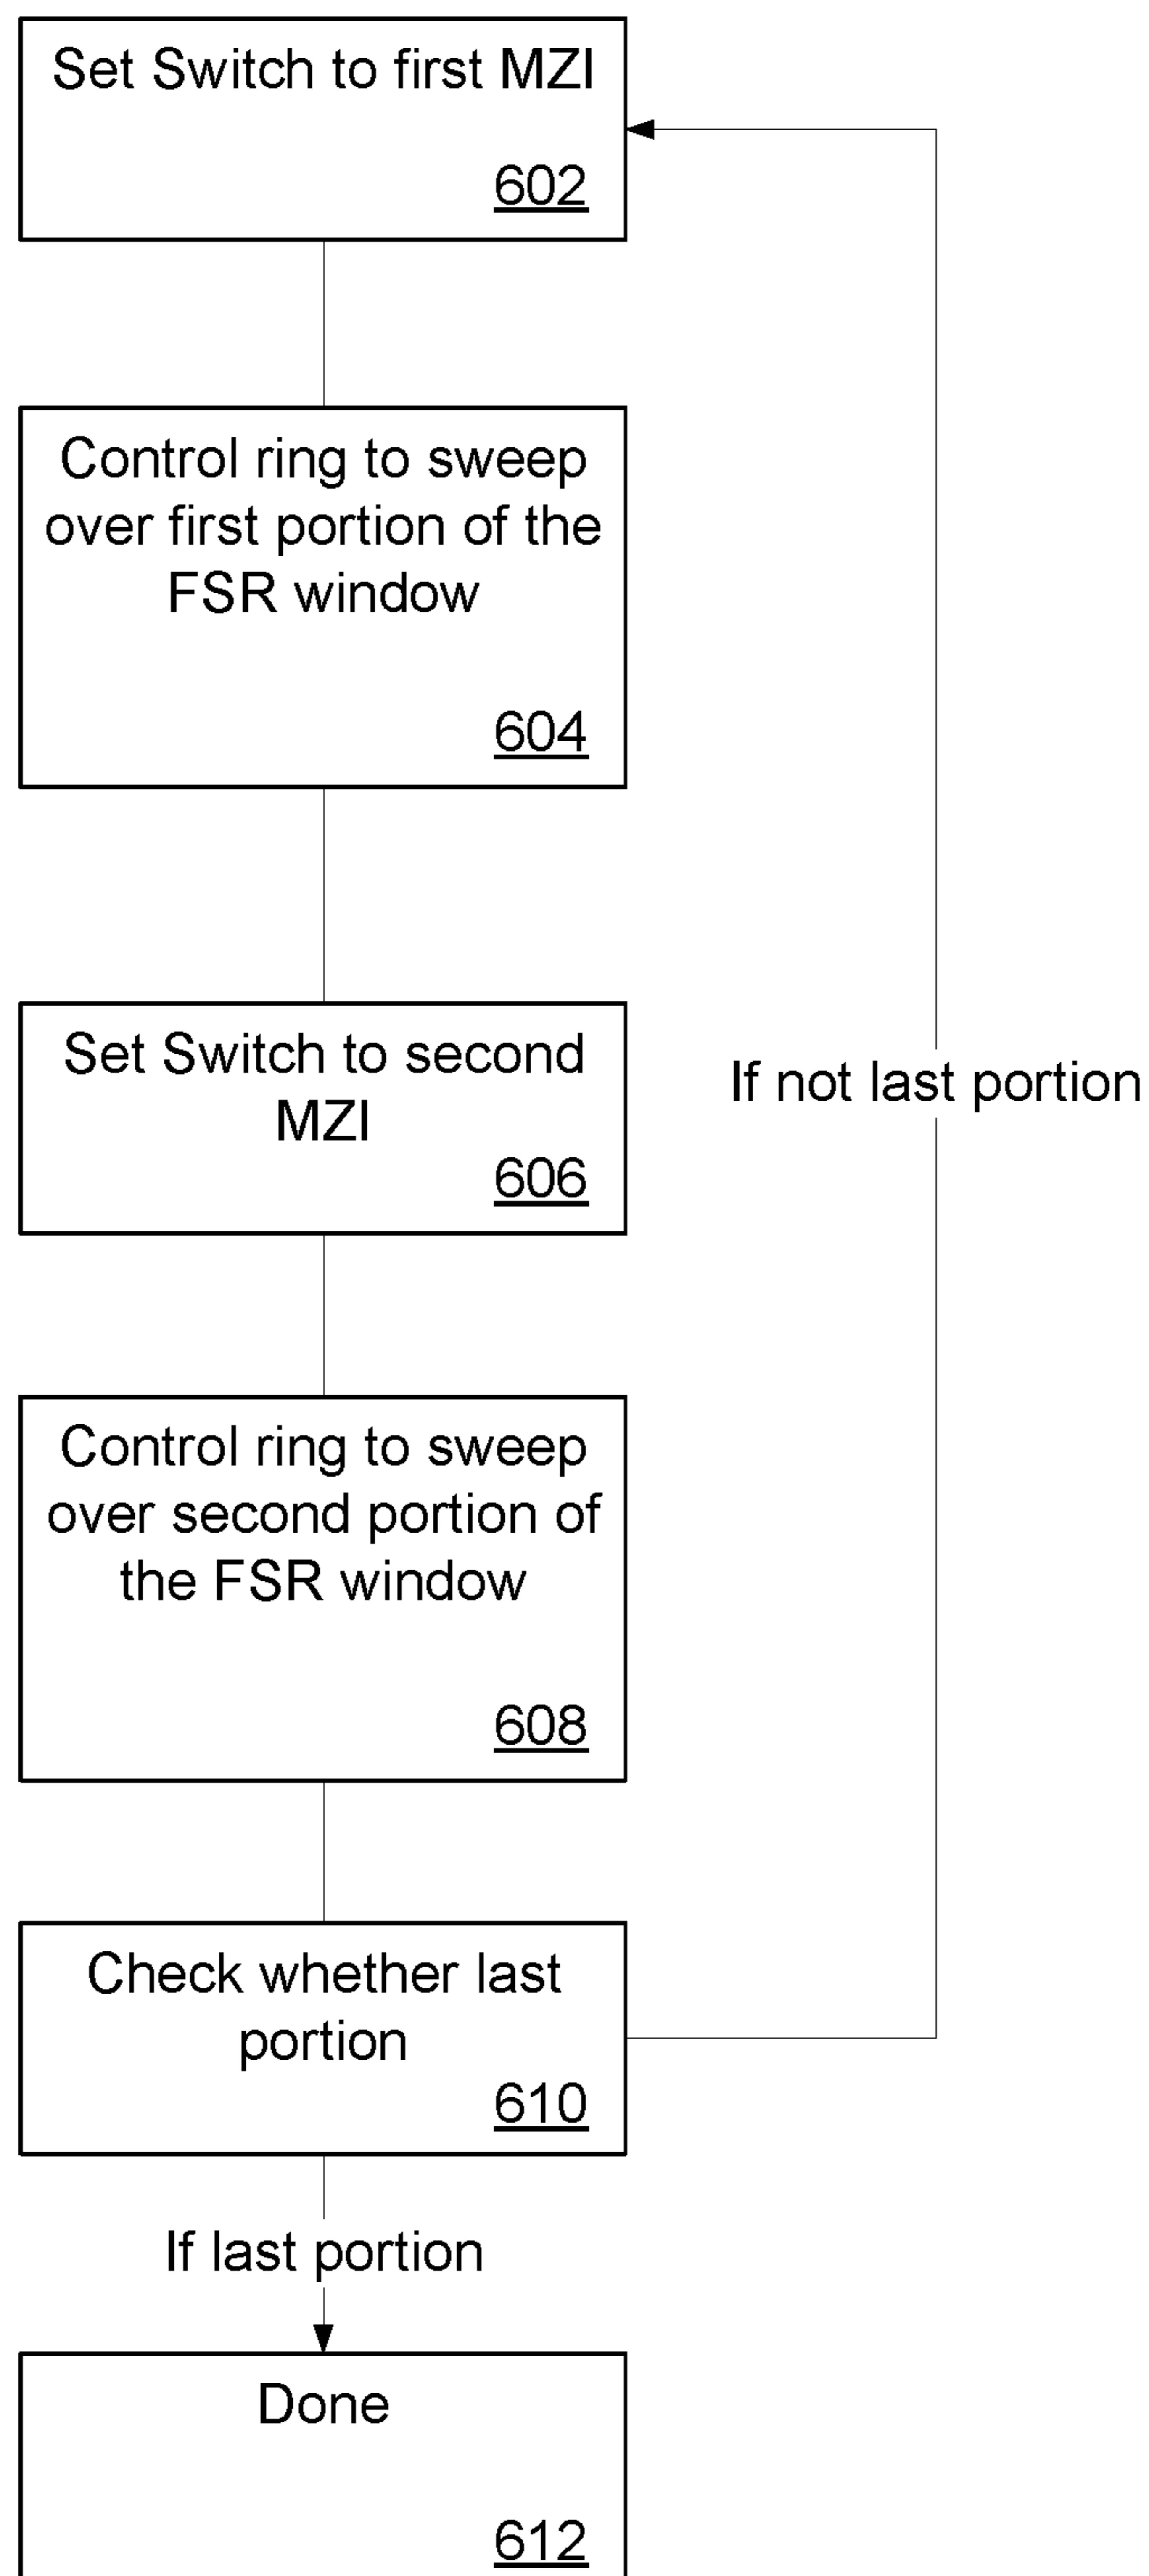 Set Switch to first MZI
602
Control ring to sweep
over first portion of the
FSR window
604
Set Switch to second
MZI
606
If not last portion
Control ring to sweep
over second portion of
the FSR window
608
Check whether last
portion
610
If last portion
Done
612